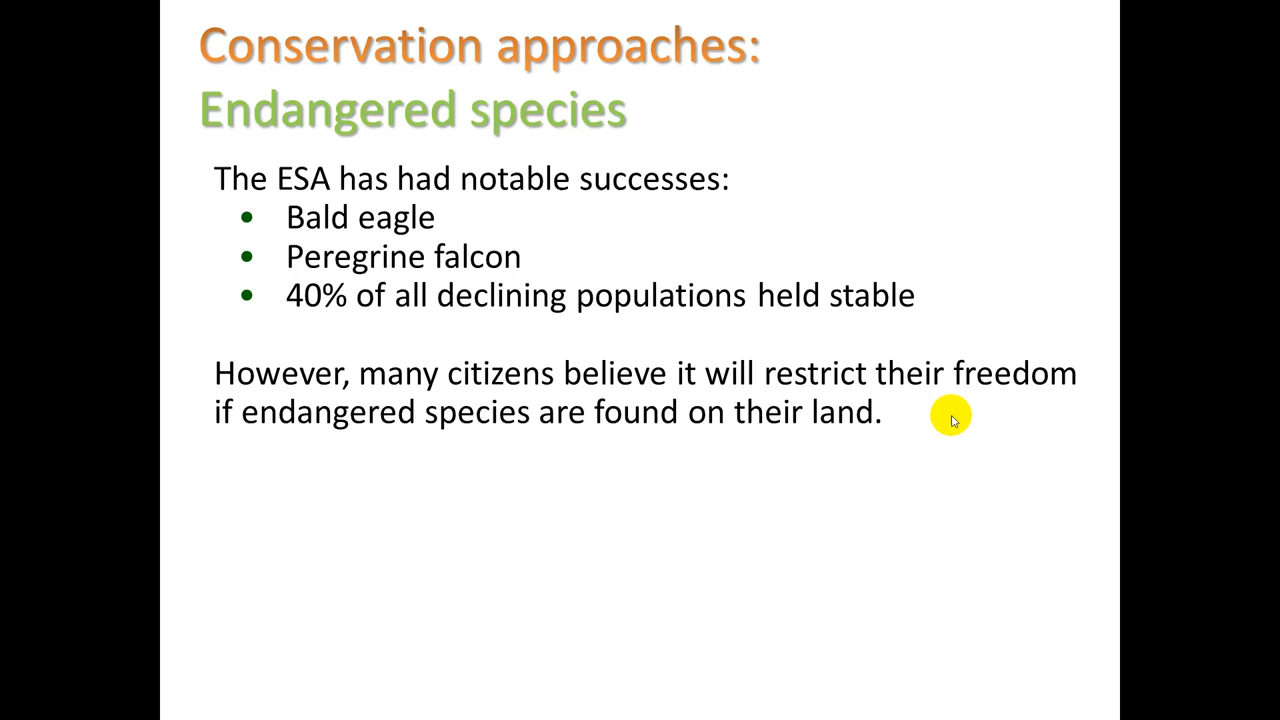 Conservation approaches:
Endangered species
The ESA has had notable successes:
• Bald eagle
• Peregrine falcon
• 40% of all declining populations held stable
However, many citizens believe it will restrict their freedom
if endangered species are found on their land.